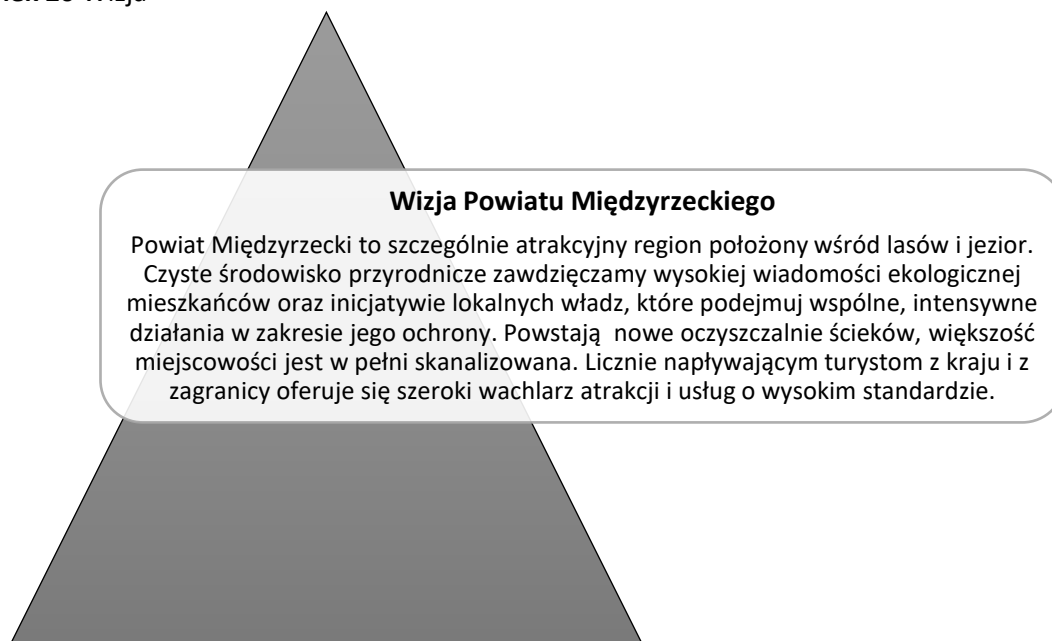 Wizja Powiatu Międzyrzeckiego
Powiat Międzyrzecki to szczególnie atrakcyjny region położony wśród lasów i jezior.
Czyste środowisko przyrodnicze zawdzięczamy wysokiej wiadomości ekologicznej
mieszkańców oraz inicjatywie lokalnych władz, które podejmuj wspólne, intensywne
działania w zakresie jego ochrony. Powstają  nowe oczyszczalnie ścieków, większość
miejscowości jest w pełni skanalizowana. Licznie napływającym turystom z kraju i z
zagranicy oferuje się szeroki wachlarz atrakcji i usług o wysokim standardzie.